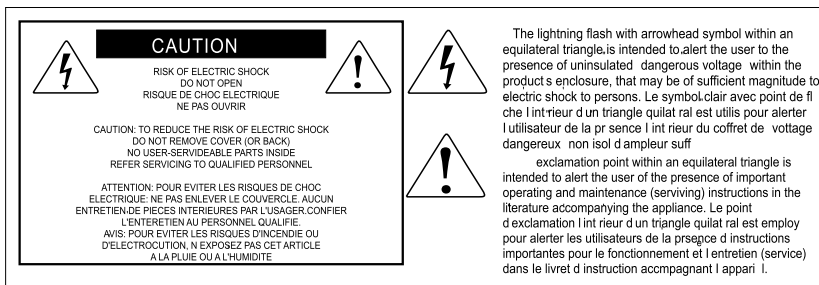 CAUTION
RISK OF ELECTRIC SHOCK
DO NOT OPEN
RISQUE DE CHOC ELECTRIQUE
NE PAS OUVRIR
CAUTION: TO REDUCE THE RISK OF ELECTRIC SHOCK
DO NOT REMOVE COVER (OR BACK)
NO USER-SERVIDEABLE PARTS INSIDE
REFER SERVICING TO QUALIFIED PERSONNEL
ATTENTION: POUR EVITER LES RISQUES DE CHOC
ELECTRIQUE: NE PAS ENLEVER LE COUVERCLE. AUCUN
ENTRETIEN.DE PIECES INTERIEURES PAR L'USAGER.CONFIER
L'ENTERETIEN AU PERSONNEL QUALIFIE.
AVIS: POUR EVITER LES RISQUES D'INCENDIE OU
D'ELECTROCUTION, N EXPOSEZ PAS CET ARTICLE
A LA PLUIE OU A L'HUMIDITE
The lightning flash with arrowhead symbol within an
equilateral triangle,is intended to.alert the user to the
presence of uninsulated dangerous voltage within the
product s enclosure, that may be of sufficient magnitude to
electric shock to persons. Le symbol.clair avec point de fl
che l int rieur d un triangle quilat ral est utilis pour alerter
l utilisateur de la pr sence l int rieur du coffret de vottage
dangereux non isol d ampleur suff
exclamation point within an equilateral triangle is
intended to alert the user of the presence of important
operating and maintenance (serviving) instructions in the
literature accompanying the appliance. Le point
d exclamation l int rieur d un triangle quilat ral est employ
pour alerter les utilisateurs de la prsence d instructions
importantes pour le fonctionnement et l entretien (service)
dans le livret d instruction accmpagnant l appari l.